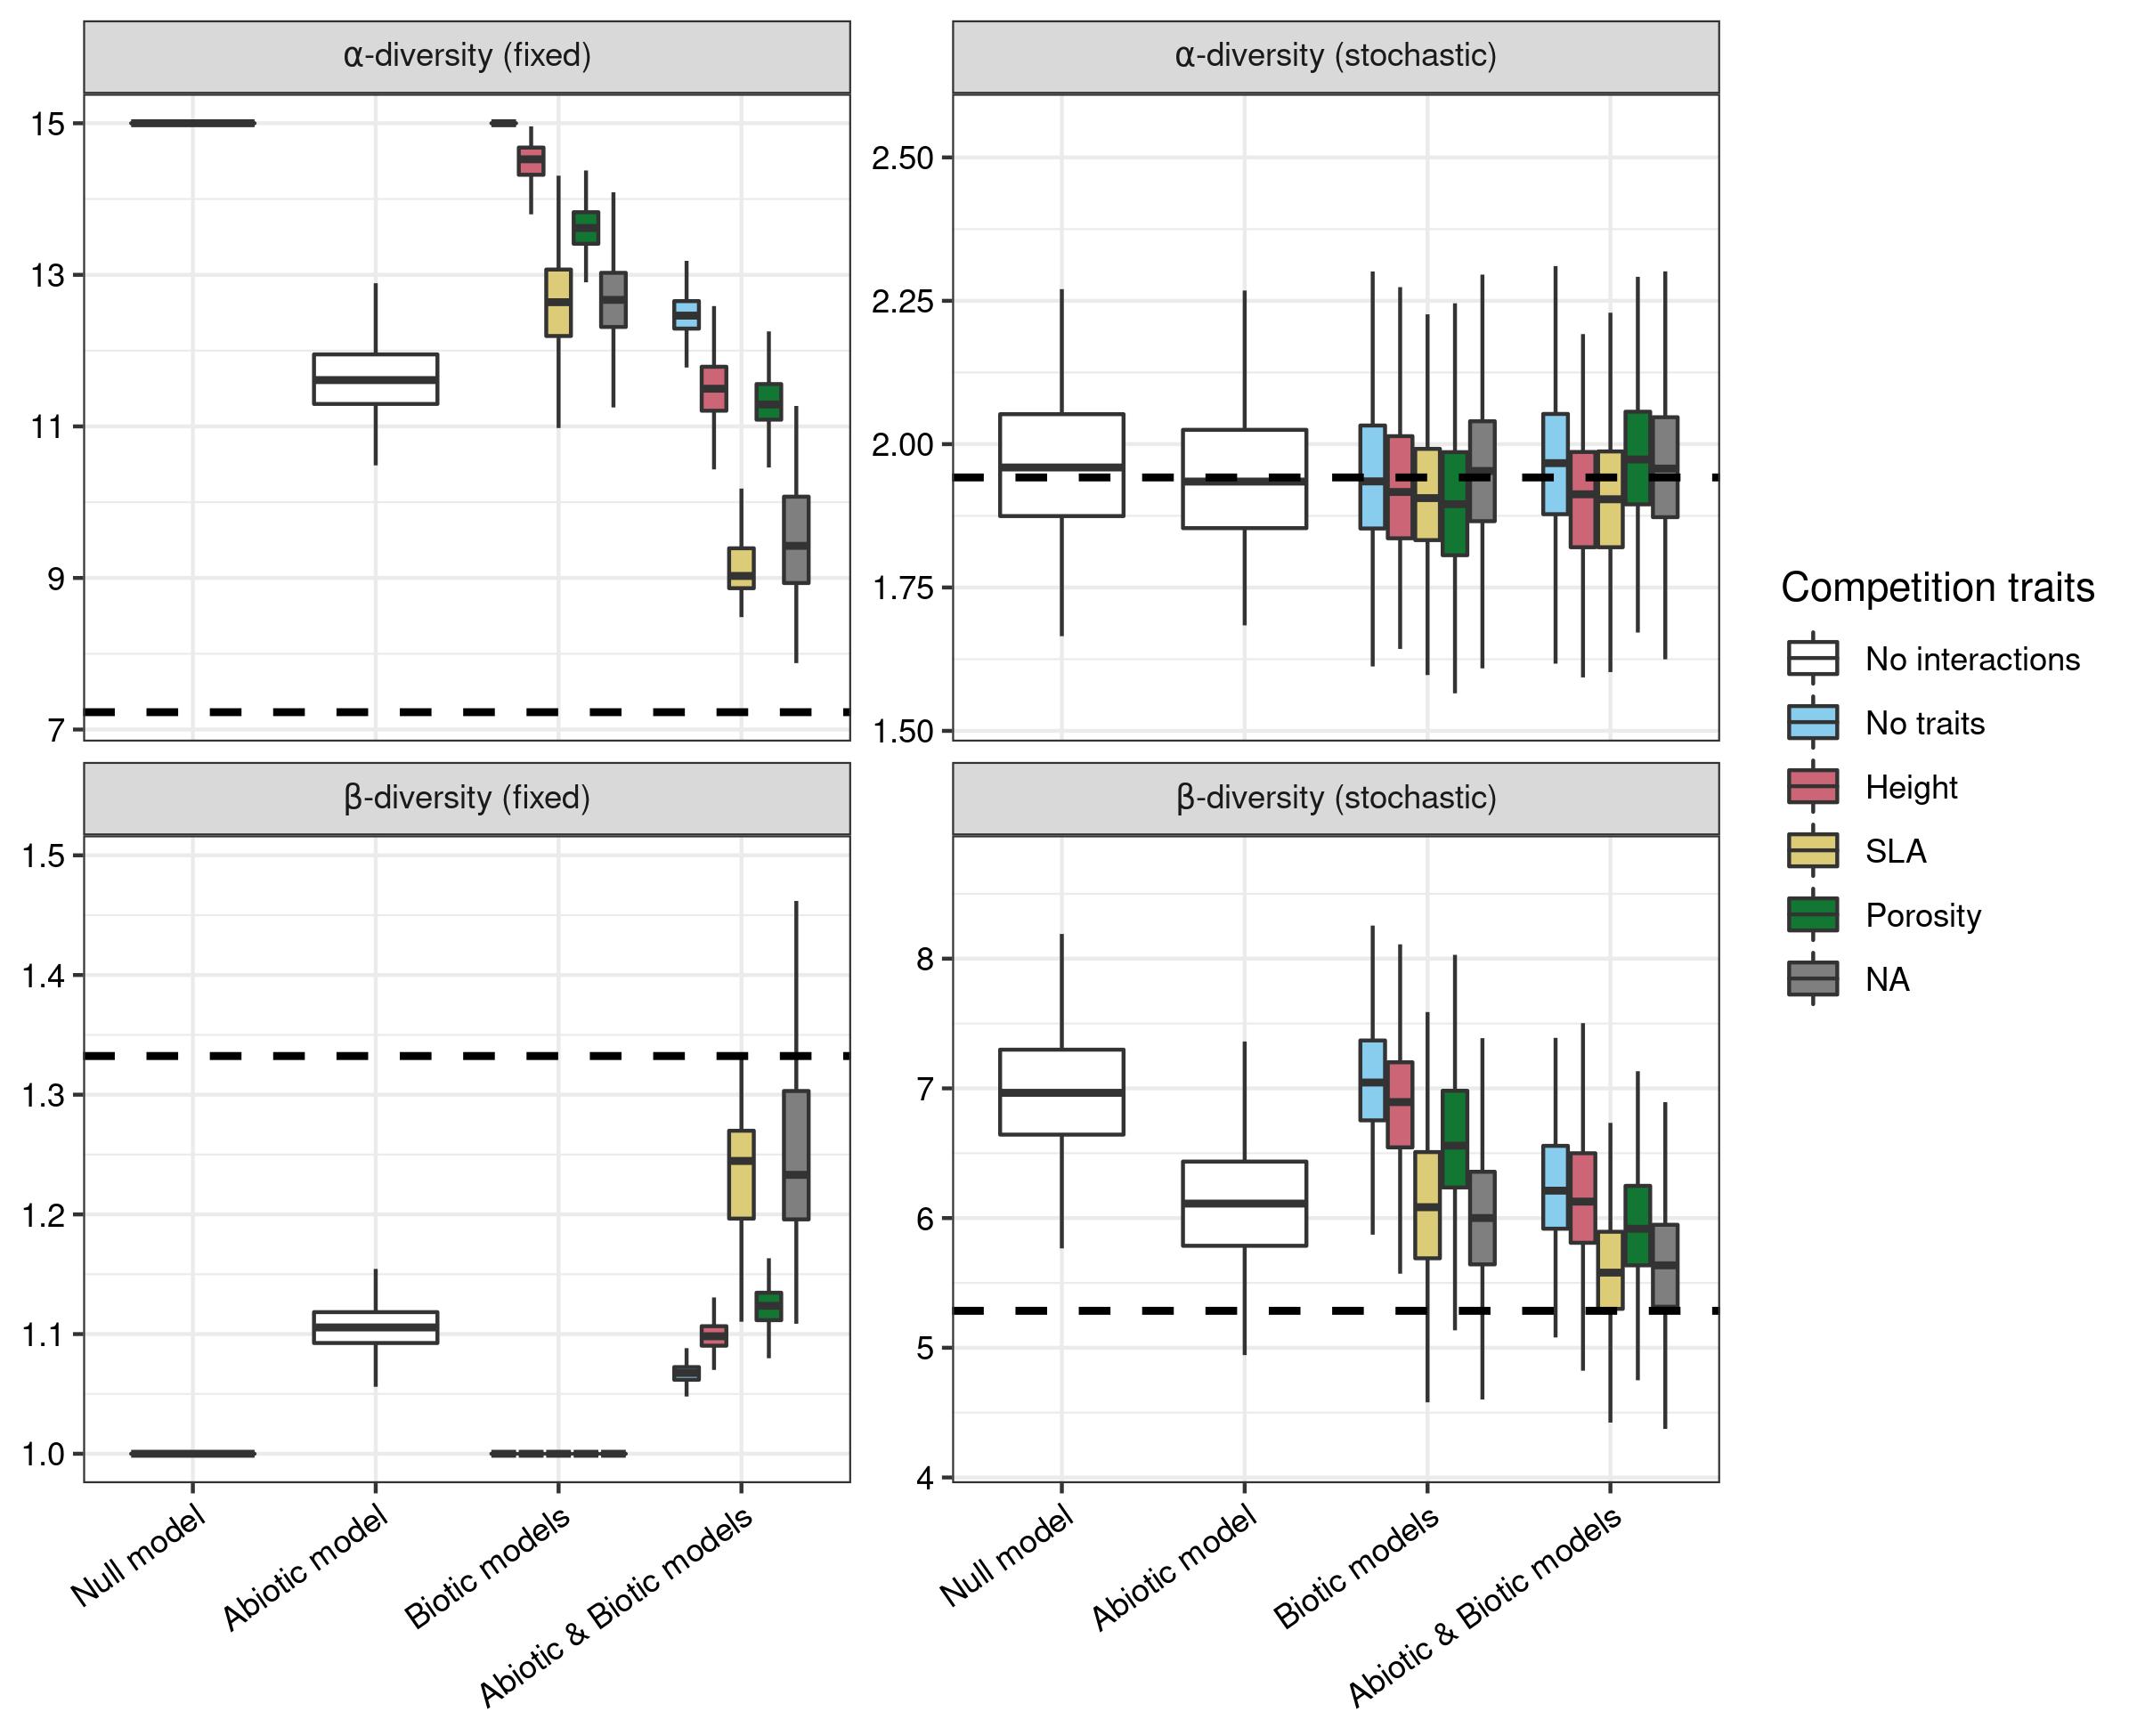 α-diversity (fixed)
α-diversity (stochastic)
15
13
11
9
7
2.50
2.25
2.00
1.75
1.50
β-diversity (fixed)
β-diversity (stochastic)
1.5
1.4
1.3
1.2
1.1
1.0
8
7
6
5
4
Null model
Abiotic model
Biotic models
Abiotic & Biotic models
Null model
Abiotic model
Biotic models
Abiotic & Biotic models
Competition traits
No interactions
No traits
Height
SLA
Porosity
NA